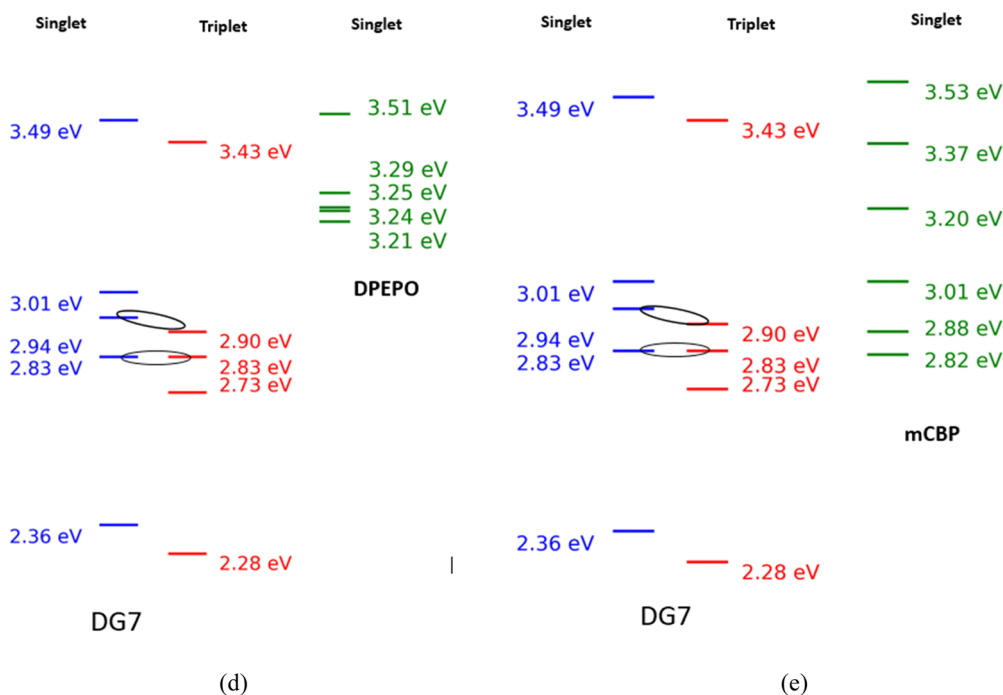 Singlet
Triplet
Singlet
3.49 eV
3.43 eV
3.51 eV
3.29 eV
3.25 eV
3.24 eV
3.21 eV
DPEPO
3.01 eV
2.94 eV
2.83 eV
2.90 eV
2.83 eV
2.73 eV
2.36 eV
2.28 eV
DG7
(d)
Singlet
Triplet
Singlet
3.49 eV
3.43 eV
3.53 eV
3.37 eV
3.20 eV
3.01 eV
2.88 eV
2.82 eV
mCBP
3.01 eV
2.94 eV
2.83 eV
2.90 eV
2.83 eV
2.73 eV
2.36 eV
2.28 eV
DG7
(e)